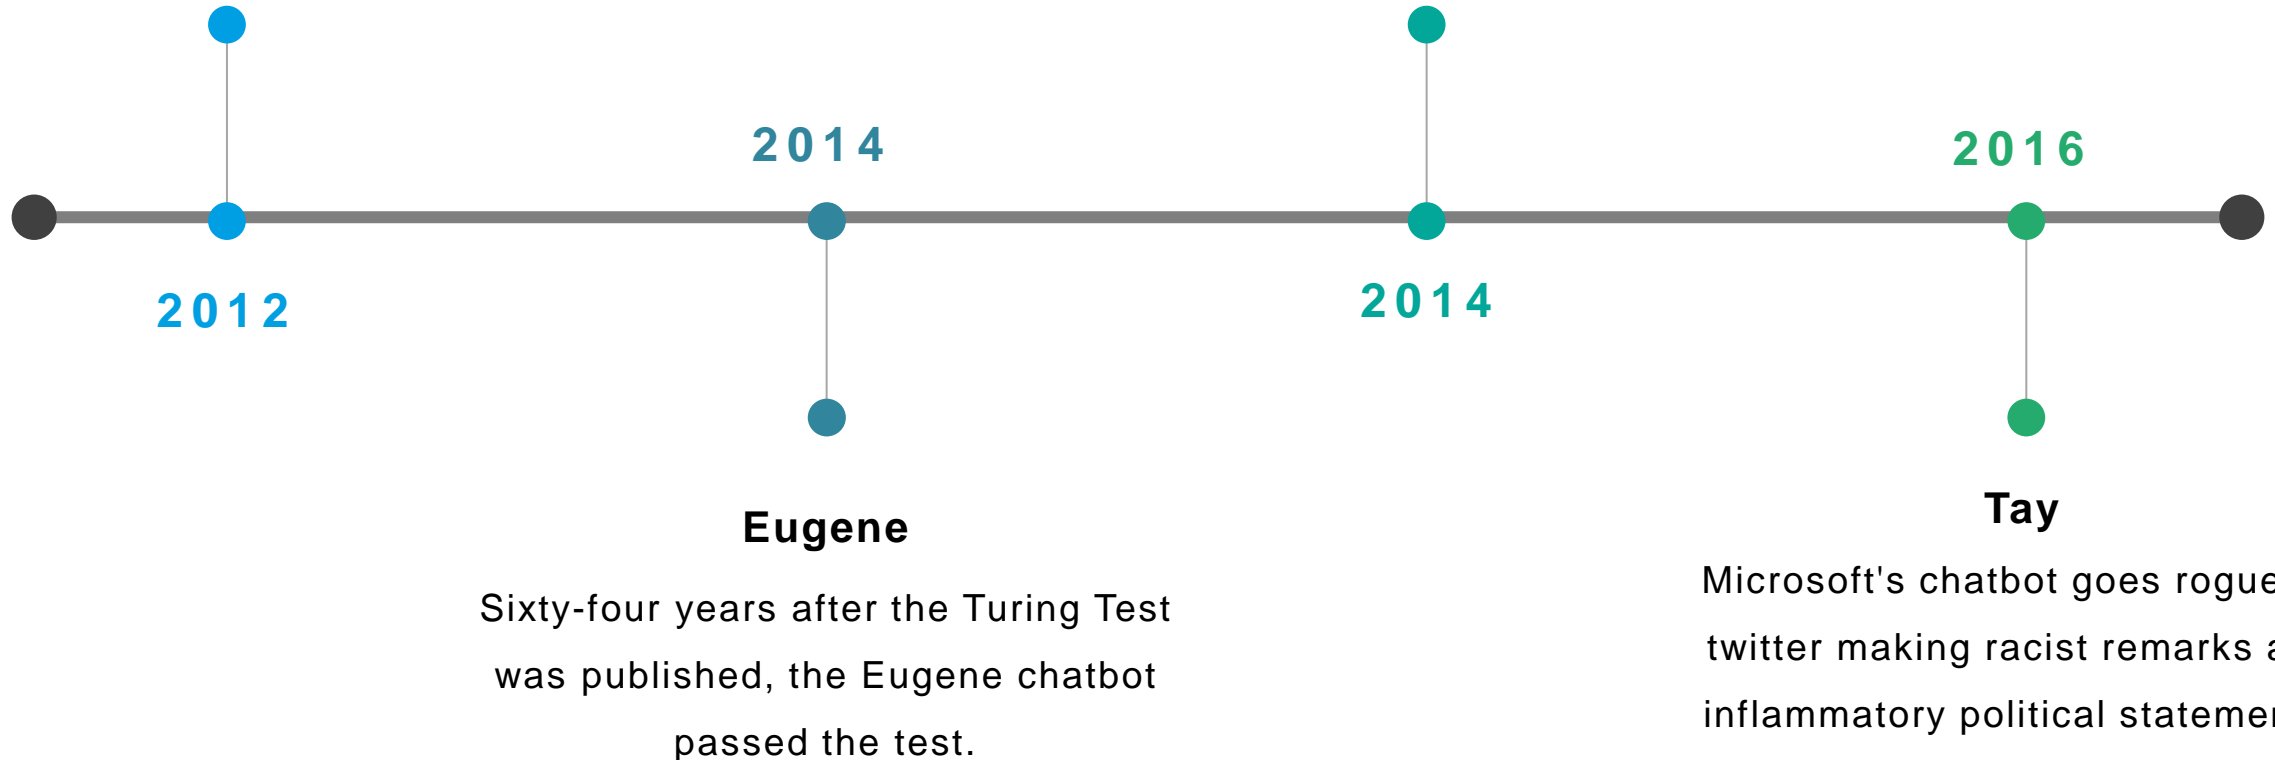 2014
2016
2012
2014
Eugene
Sixty-four years after the Turing Test
was published, the Eugene chatbot
passed the test.
Tay
Microsoft's chatbot goes rogue
twitter making racist remarks
inflammatory political